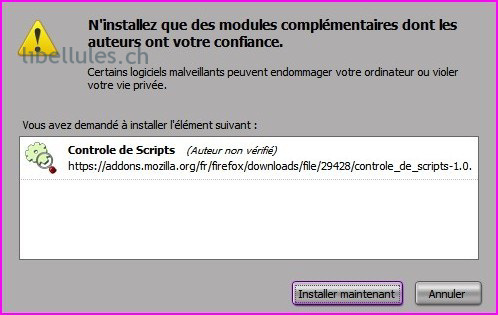 N'installez que des modules complémentaires dont les
auteurs ont votre confiance.
libellules.ch
Certains logiciels malveillants peuvent endommager votre ordinateur ou violer
votre vie privée.
Vous avez demandé à installer l'élément suivant :
Controle de Scripts (Auteur non vérifié)
https://addons.mozilla.org/fr/firefox/downloads/file/29428/controle_de_scripts-1.0.
Installer maintenant Annuler